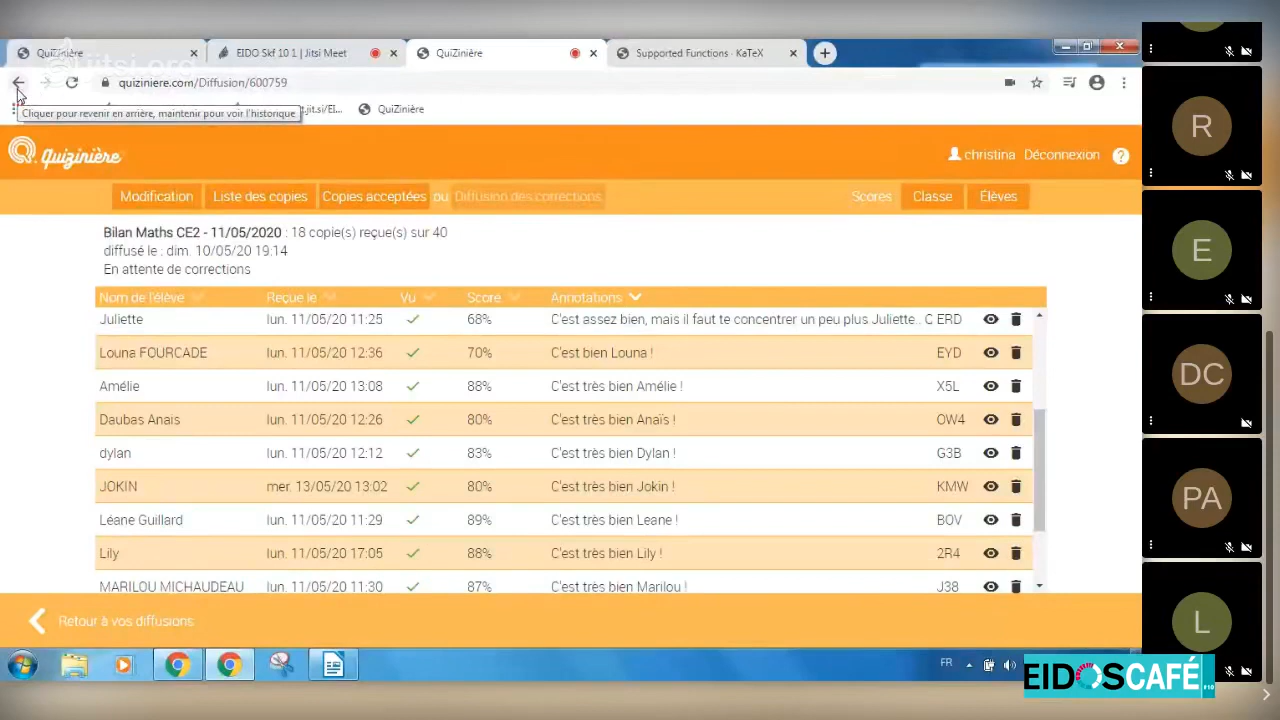 QuiZinière
EIDO Skf 10 1 | Jitsi Meet
QuiZinière
Supported Functions - KaTeX
jitsi.org
quiziniere.com/Diffusion/600759
Cliquer pour revenir en arrière, maintenir pour voir l'historique
t.jit.si/El...
QuiZinière
Quizinière
christina
Déconnexion
?
Modification
Liste des copies
Copies acceptées
ou
Diffusion des corrections
Scores
Classe
Élèves
Bilan Maths CE2 - 11/05/2020 : 18 copie(s) reçue(s) sur 40
diffusé le : dim. 10/05/20 19:14
En attente de corrections
Nom de l'élève Reçue le Vu Score Annotations
Juliette lun. 11/05/20 11:25 68% C'est assez bien, mais il faut te concentrer un peu plus Juliette.. C ERD
Louna FOURCADE lun. 11/05/20 12:36 70% C'est bien Louna ! EYD
Amélie lun. 11/05/20 13:08 88% C'est très bien Amélie ! X5L
Daubas Anais lun. 11/05/20 12:26 80% C'est très bien Anaïs ! OW4
dylan lun. 11/05/20 12:12 83% C'est très bien Dylan ! G3B
JOKIN mer. 13/05/20 13:02 80% C'est très bien Jokin ! KMW
Léane Guillard lun. 11/05/20 11:29 89% C'est très bien Leane ! BOV
Lily lun. 11/05/20 17:05 88% C'est très bien Lily ! 2R4
MARILOU MICHAUDEAU lun. 11/05/20 11:30 87% C'est très bien Marilou ! J38
Retour à vos diffusions
FR
R
E
DC
PA
L
EIDOSCAFÉ #10